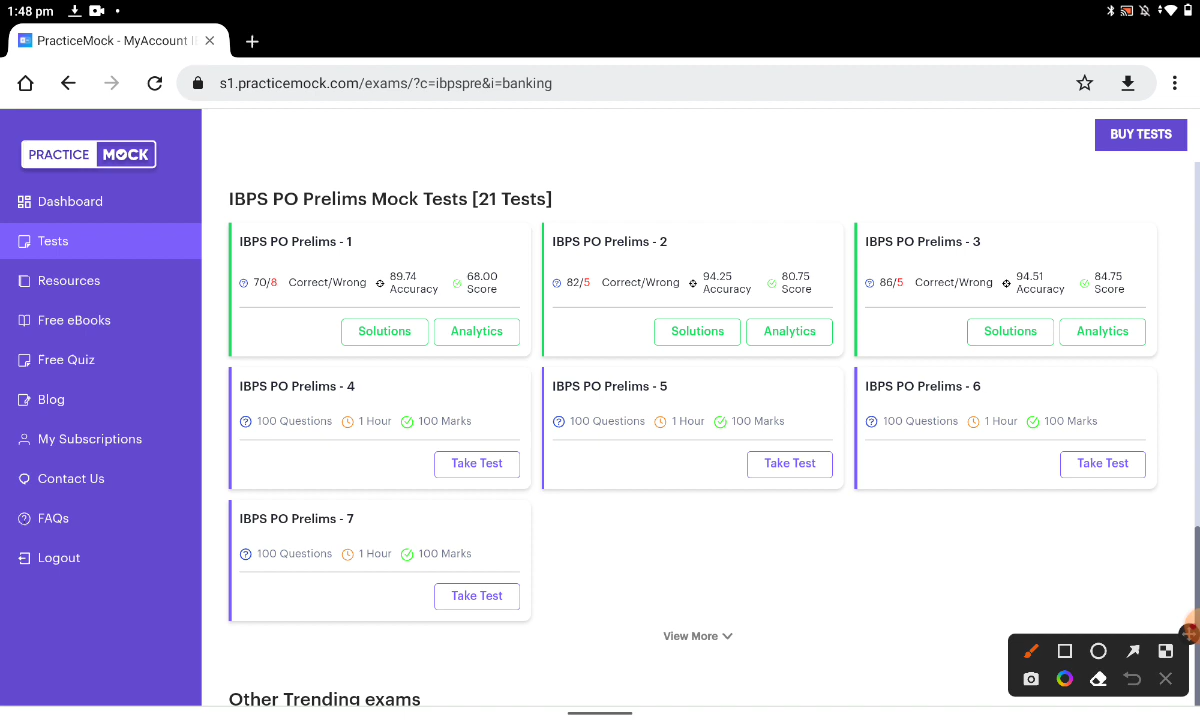 1:48 pm
PracticeMock - MyAccount
s1.practicemock.com/exams/?c=ibpspre&i=banking
BUY TESTS
PRACTICE MOCK
Dashboard
Tests
Resources
Free eBooks
Free Quiz
Blog
My Subscriptions
Contact Us
FAQs
Logout
IBPS PO Prelims Mock Tests [21 Tests]
IBPS PO Prelims - 1
70/8 Correct/Wrong 89.74 Accuracy 68.00 Score
Solutions Analytics
IBPS PO Prelims - 2
82/5 Correct/Wrong 94.25 Accuracy 80.75 Score
Solutions Analytics
IBPS PO Prelims - 3
86/5 Correct/Wrong 94.51 Accuracy 84.75 Score
Solutions Analytics
IBPS PO Prelims - 4
100 Questions 1 Hour 100 Marks
Take Test
IBPS PO Prelims - 5
100 Questions 1 Hour 100 Marks
Take Test
IBPS PO Prelims - 6
100 Questions 1 Hour 100 Marks
Take Test
IBPS PO Prelims - 7
100 Questions 1 Hour 100 Marks
Take Test
View More
Other Trending exams